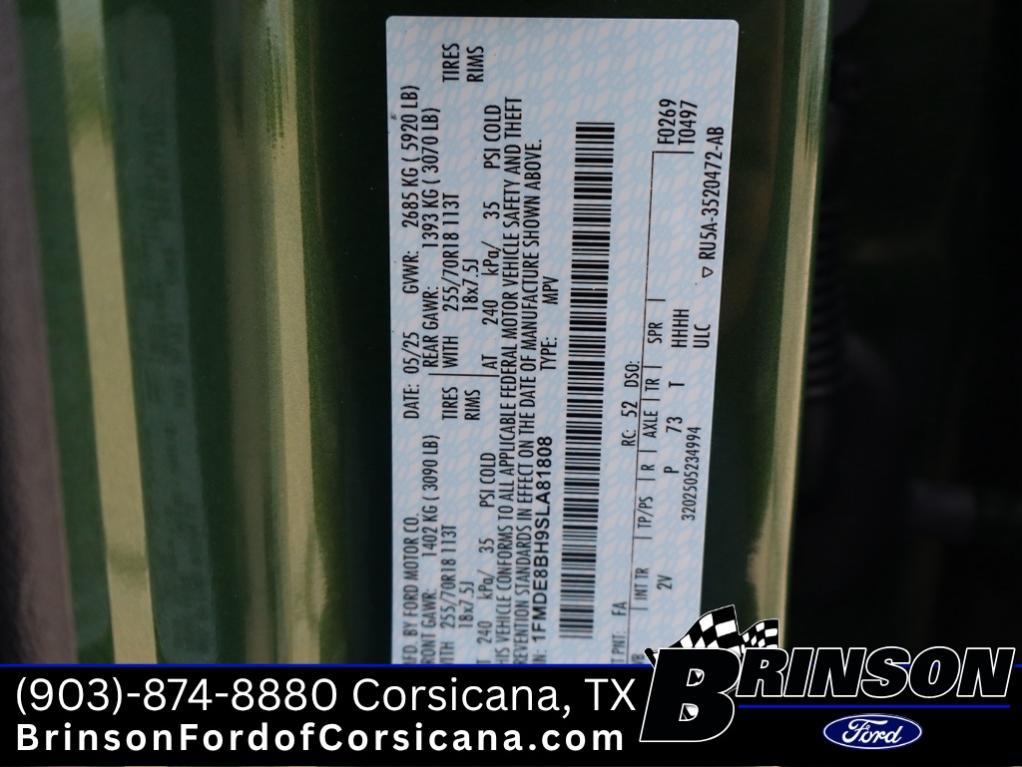 MFD. BY FORD MOTOR CO. DATE: 05/25 GVWR: 2685 KG ( 5920 LB)
FRONT GAWR: 1402 KG ( 3090 LB) REAR GAWR: 1393 KG ( 3070 LB)
WITH 255/70R18 113T TIRES WITH 255/70R18 113T TIRES
18x7.5J RIMS 18x7.5J RIMS
AT 240 kPa/ 35 PSI COLD AT 240 kPa/ 35 PSI COLD
THIS VEHICLE CONFORMS TO ALL APPLICABLE FEDERAL MOTOR VEHICLE SAFETY AND THEFT
PREVENTION STANDARDS IN EFFECT ON THE DATE OF MANUFACTURE SHOWN ABOVE.
VIN: 1FMDE8BH9SLA81808 TYPE: MPV
EXT PNT: FA RC: 52 DSO:
WB INT TR TP/PS R AXLE TR SPR F0269
2V P 73 T HHHH T0497
3202505234994 ULC
▽ RU5A-3520472-AB
(903)-874-8880 Corsicana, TX
BrinsonFordofCorsicana.com
BRINSON
Ford